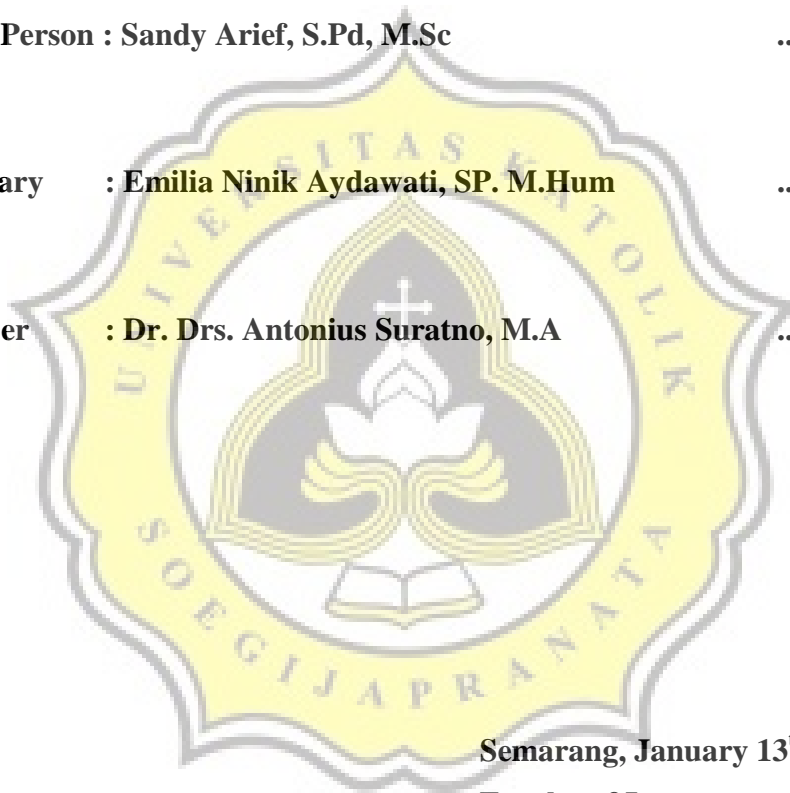 Person : Sandy Arief, S.Pd, M.Sc ..
ary : Emilia Ninik Aydawati, SP. M.Hum ..
er : Dr. Drs. Antonius Suratno, M.A ..
UNIVERSITAS KATOLIK
SOEGIJAPRANATA
Semarang, January 13